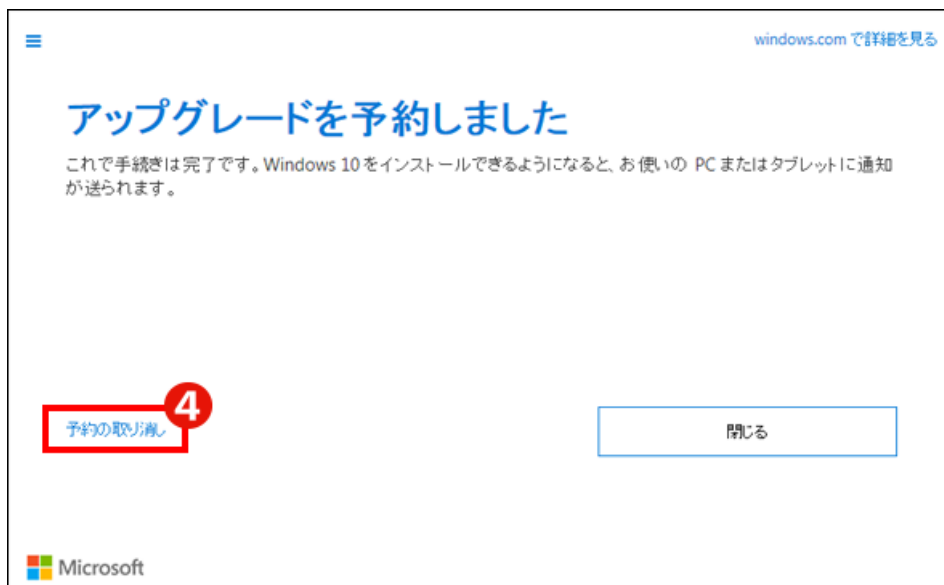 windows.com で詳細を見る
アップグレードを予約しました
これで手続きは完了です。Windows 10 をインストールできるようになると、お使いの PC またはタブレットに通知
が送られます。
4
予約の取り消し
閉じる
Microsoft